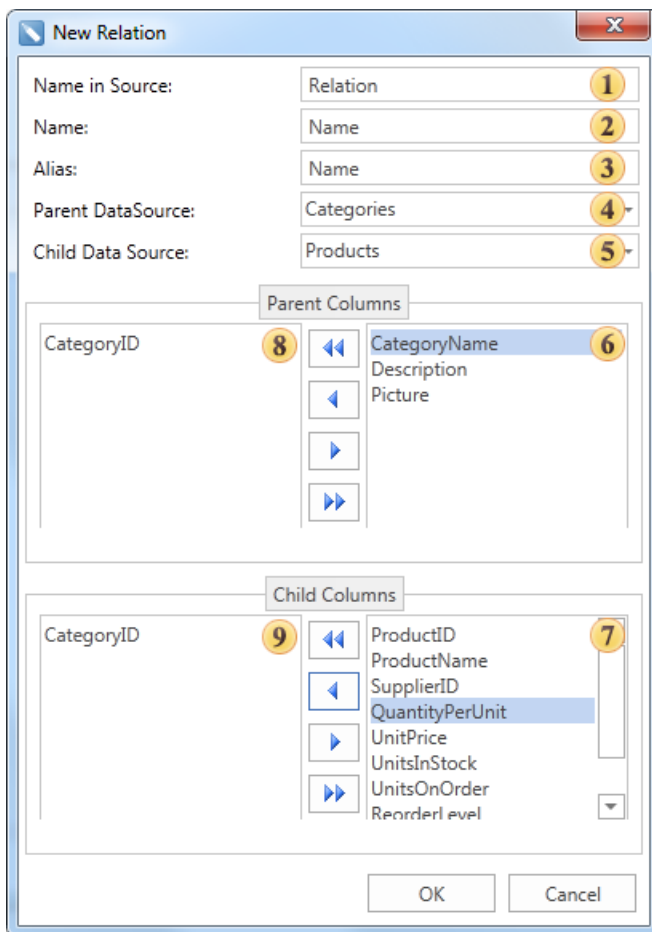 New Relation
Name in Source: Relation 1
Name: Name 2
Alias: Name 3
Parent DataSource: Categories 4
Child Data Source: Products 5
Parent Columns
CategoryID 8 CategoryName 6
Description
Picture
Child Columns
CategoryID 9 ProductID 7
ProductName
SupplierID
QuantityPerUnit
UnitPrice
UnitsInStock
UnitsOnOrder
ReorderLevel
OK Cancel